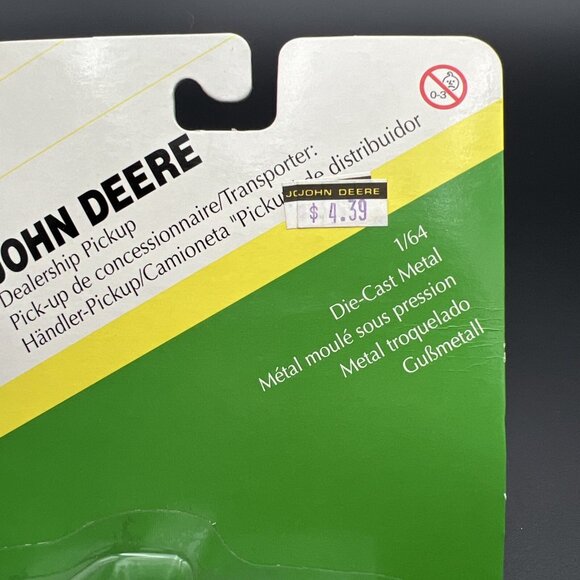 JOHN DEERE
Dealership Pickup
Pick-up de concessionnaire/Transporter:
Händler-Pickup/Camioneta "Pickup" de distribuidor
0-3
JOHN DEERE
$ 4.39
1/64
Die-Cast Metal
Métal moulé sous pression
Metal troquelado
Gußmetall